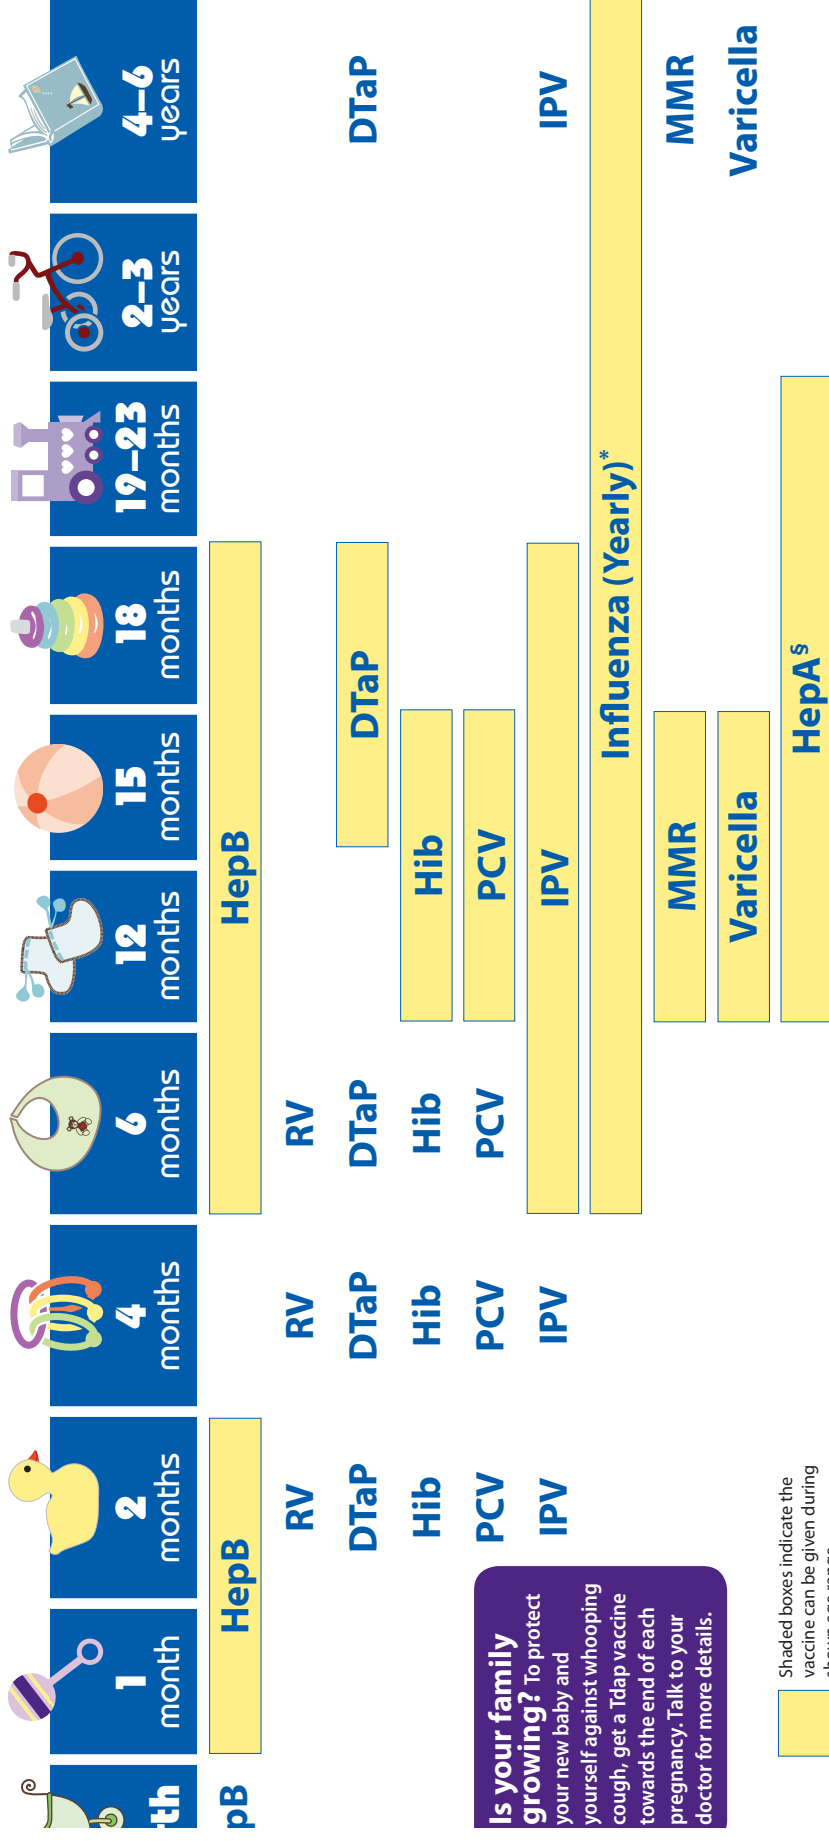 1
month
2
months
4
months
6
months
12
months
15
months
18
months
19–23
months
2–3
years
4–6
years
HepB
HepB
RV
RV
RV
DTaP
DTaP
DTaP
DTaP
DTaP
Hib
Hib
Hib
Hib
PCV
PCV
PCV
PCV
IPV
IPV
IPV
IPV
Influenza (Yearly)*
MMR
MMR
Varicella
Varicella
HepA§
Is your family
growing? To protect
your new baby and
yourself against whooping
cough, get a Tdap vaccine
towards the end of each
pregnancy. Talk to your
doctor for more details.
Shaded boxes indicate the
vaccine can be given during